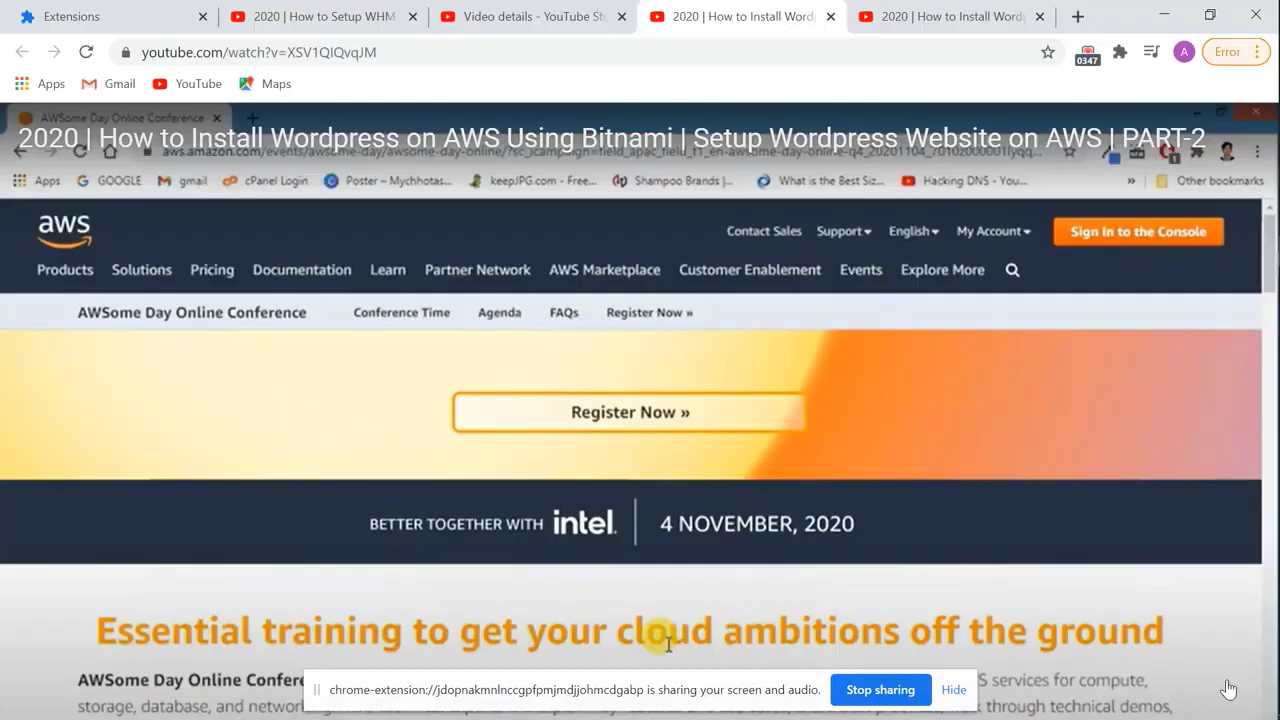 Extensions
2020 | How to Setup WHM
Video details - YouTube Stu
2020 | How to Install Wordp
2020 | How to Install Word
youtube.com/watch?v=XSV1QIQvqJM
0347
A
Error
Apps
Gmail
YouTube
Maps
AWSome Day Online Conference
2020 | How to Install Wordpress on AWS Using Bitnami | Setup Wordpress Website on AWS | PART-2
Apps
GOOGLE
gmail
cPanel Login
Poster – Mychhotas...
keepJPG.com - Free...
Shampoo Brands |...
What is the Best Siz...
Hacking DNS - You...
»
Other bookmarks
aws
Contact Sales
Support
English
My Account
Sign In to the Console
Products
Solutions
Pricing
Documentation
Learn
Partner Network
AWS Marketplace
Customer Enablement
Events
Explore More
AWSome Day Online Conference
Conference Time
Agenda
FAQs
Register Now »
Register Now »
BETTER TOGETHER WITH intel.
4 NOVEMBER, 2020
Essential training to get your cloud ambitions off the ground
AWSome Day Online Confere
S services for compute,
chrome-extension://jdopnakmnlnccgpfpmjmdjjohmcdgabp is sharing your screen and audio.
Stop sharing
Hide
storage, database, and network
through technical demos,